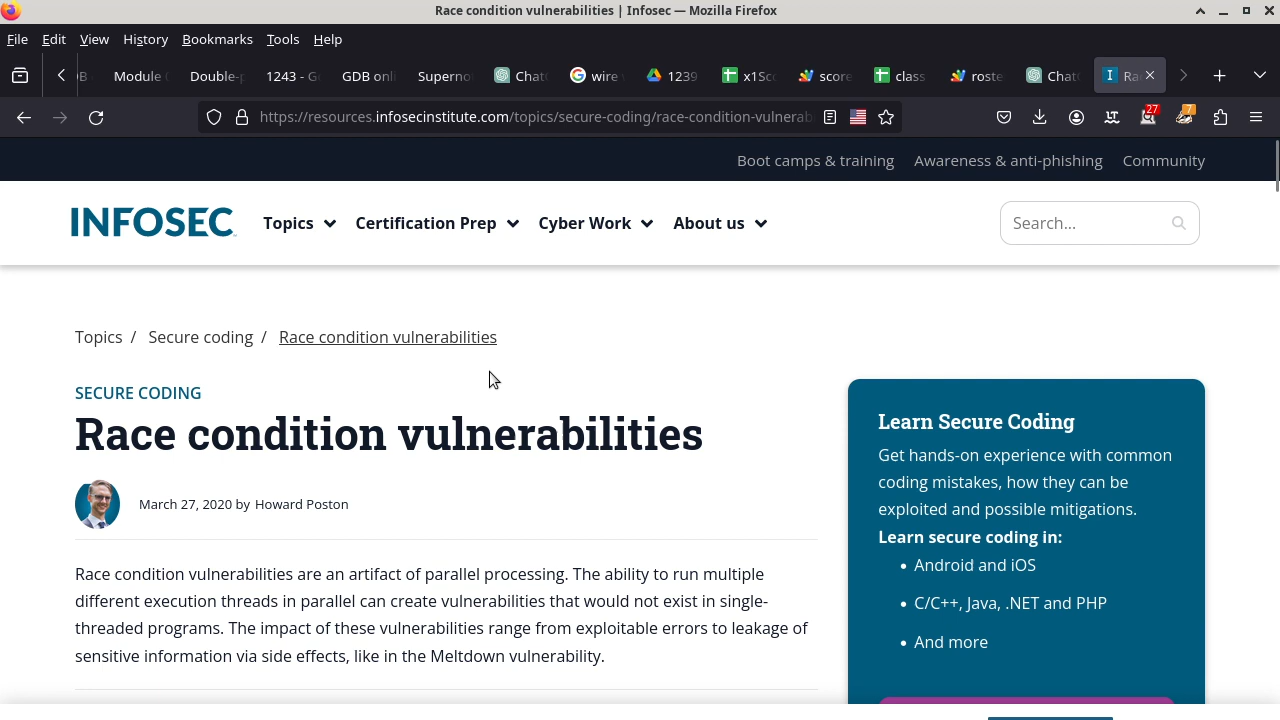 Race condition vulnerabilities | Infosec — Mozilla Firefox
File Edit View History Bookmarks Tools Help
Module Double- 1243 - G GDB onl Superno Chat wire 1239 x1Sc score class roste Chat Ra
https://resources.infosecinstitute.com/topics/secure-coding/race-condition-vulnerab 27 7
Boot camps & training Awareness & anti-phishing Community
INFOSEC Topics Certification Prep Cyber Work About us Search...
Topics / Secure coding / Race condition vulnerabilities
SECURE CODING
Race condition vulnerabilities
March 27, 2020 by Howard Poston
Race condition vulnerabilities are an artifact of parallel processing. The ability to run multiple
different execution threads in parallel can create vulnerabilities that would not exist in single-
threaded programs. The impact of these vulnerabilities range from exploitable errors to leakage of
sensitive information via side effects, like in the Meltdown vulnerability.
Learn Secure Coding
Get hands-on experience with common
coding mistakes, how they can be
exploited and possible mitigations.
Learn secure coding in:
• Android and iOS
• C/C++, Java, .NET and PHP
• And more